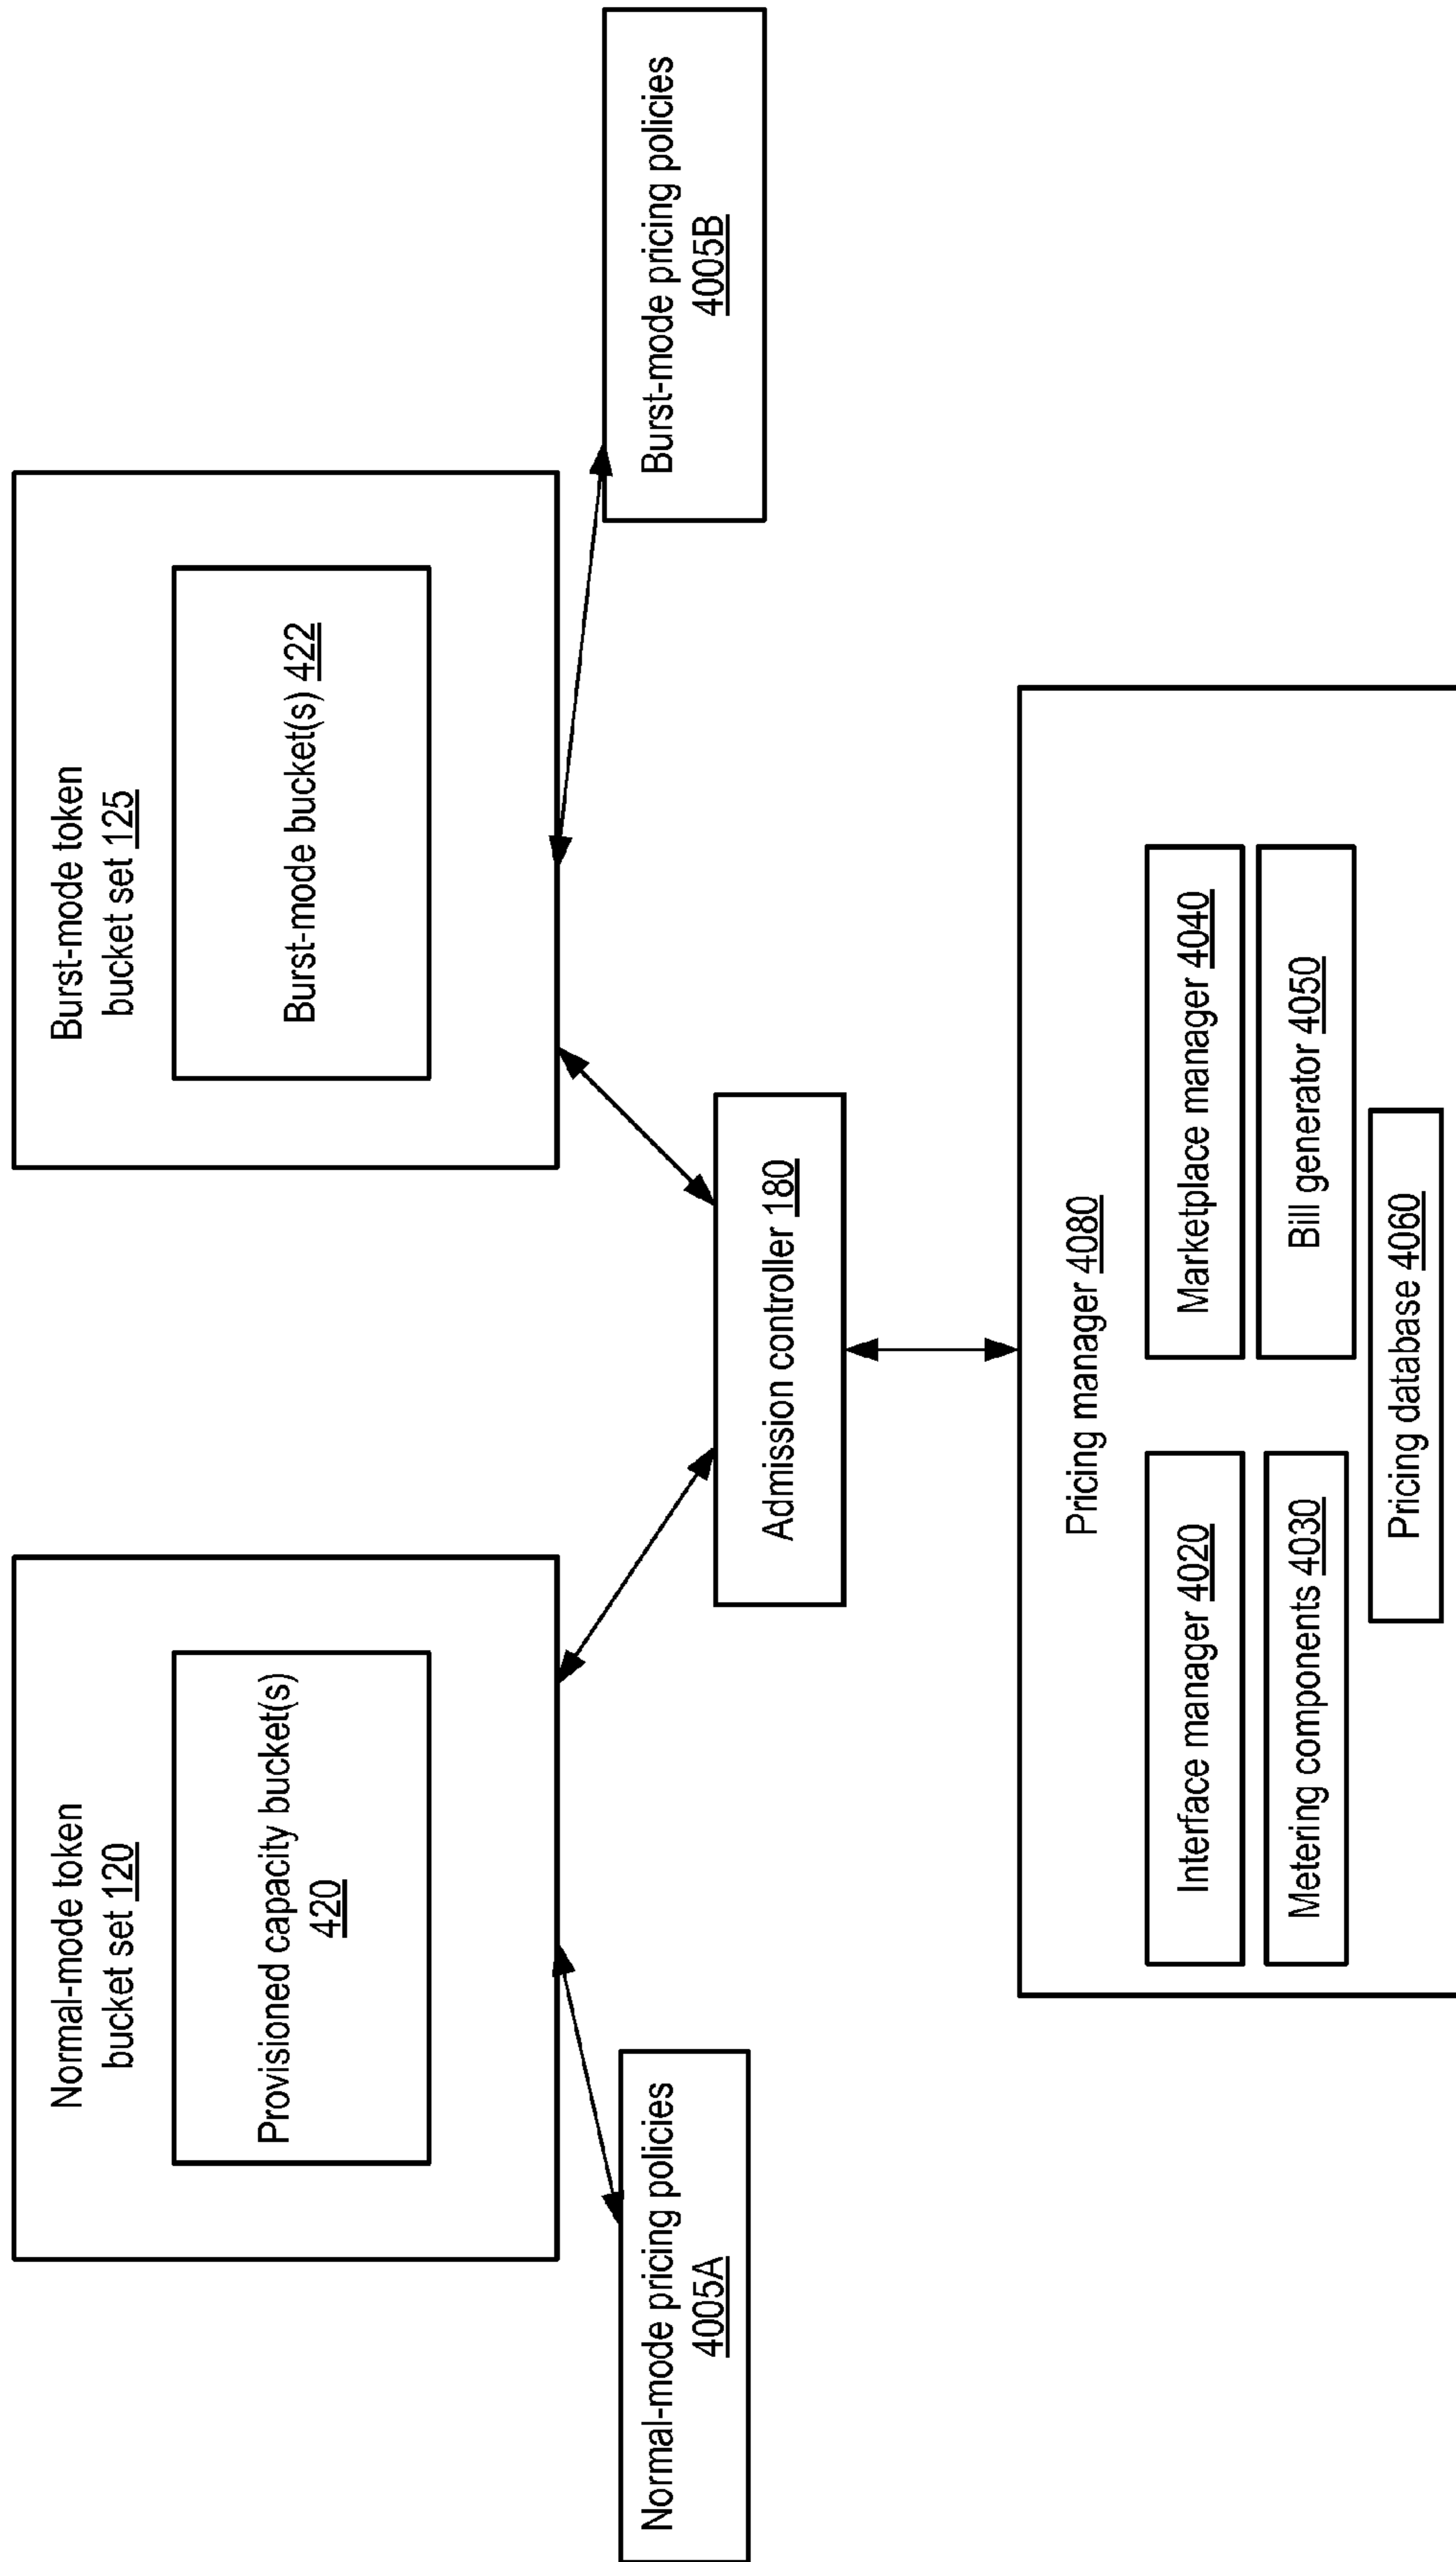 Normal-mode token
bucket set 120
Provisioned capacity bucket(s)
420
Burst-mode token
bucket set 125
Burst-mode bucket(s) 422
Normal-mode pricing policies
4005A
Burst-mode pricing policies
4005B
Admission controller 180
Pricing manager 4080
Interface manager 4020
Marketplace manager 4040
Metering components 4030
Bill generator 4050
Pricing database 4060